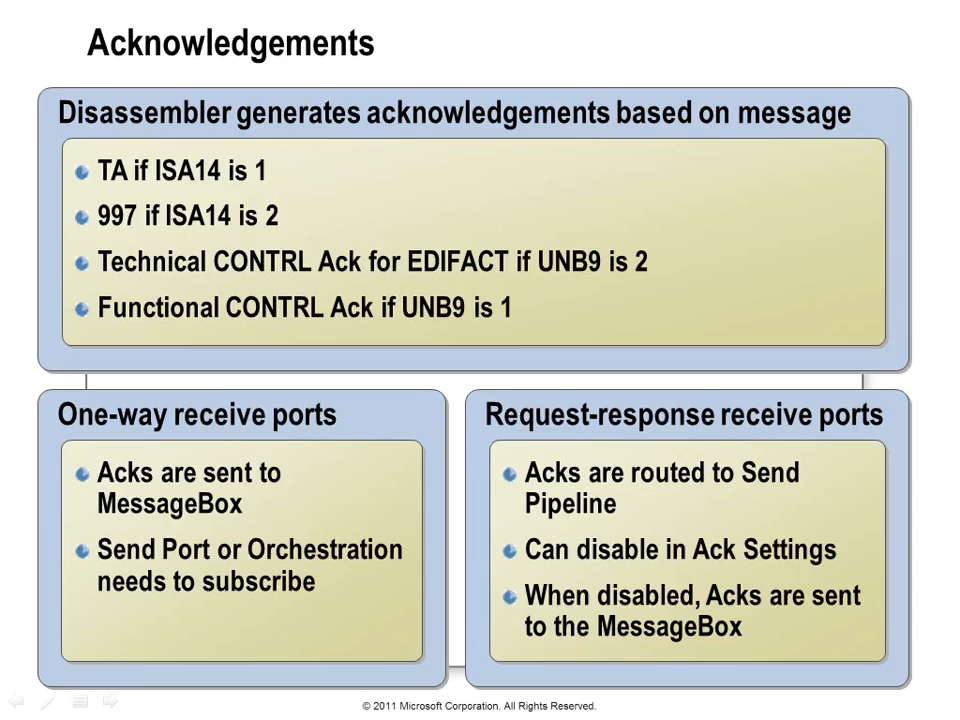 Acknowledgements
Disassembler generates acknowledgements based on message
TA if ISA14 is 1
997 if ISA14 is 2
Technical CONTRL Ack for EDIFACT if UNB9 is 2
Functional CONTRL Ack if UNB9 is 1
One-way receive ports
Acks are sent to
MessageBox
Send Port or Orchestration
needs to subscribe
Request-response receive ports
Acks are routed to Send
Pipeline
Can disable in Ack Settings
When disabled, Acks are sent
to the MessageBox
© 2011 Microsoft Corporation. All Rights Reserved.